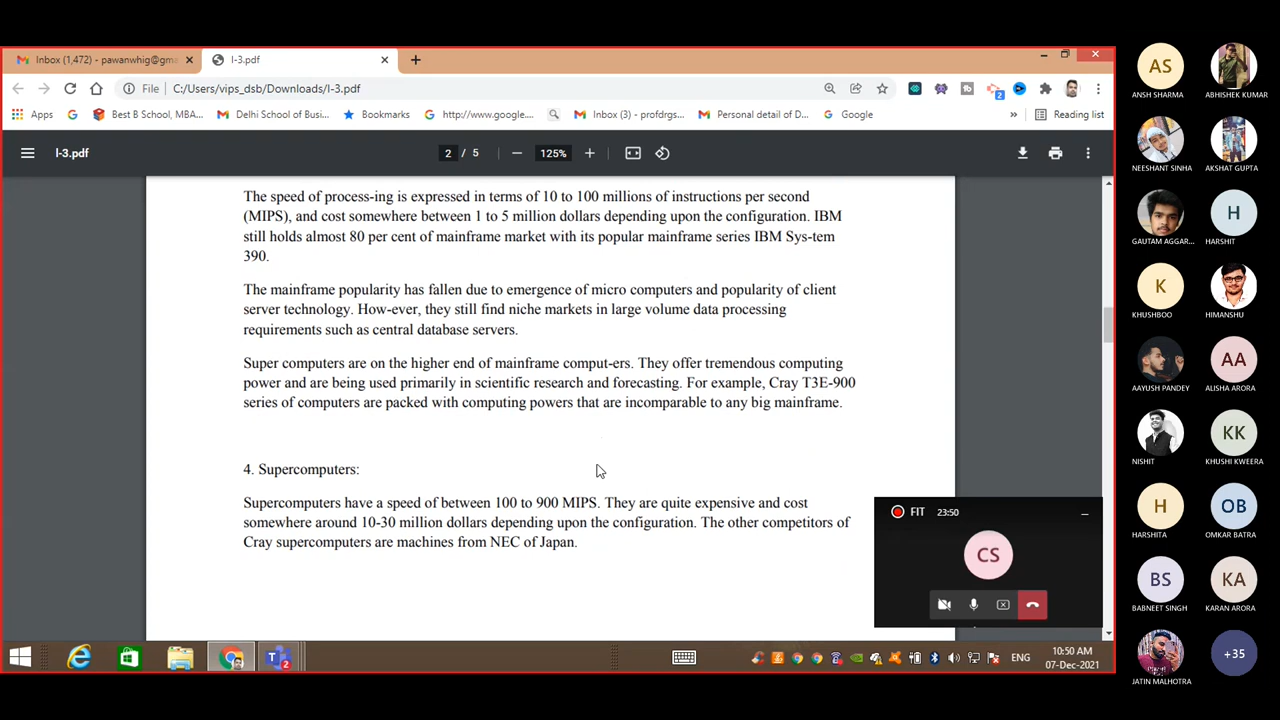 Inbox (1,472) - pawanwhig@gma
I-3.pdf
File
C:/Users/vips_dsb/Downloads/I-3.pdf
Apps
Best B School, MBA...
Delhi School of Busi...
Bookmarks
http://www.google...
Inbox (3) - profdrgs...
Personal detail of D...
Google
Reading list
I-3.pdf
2 / 5
125%
The speed of process-ing is expressed in terms of 10 to 100 millions of instructions per second
(MIPS), and cost somewhere between 1 to 5 million dollars depending upon the configuration. IBM
still holds almost 80 per cent of mainframe market with its popular mainframe series IBM Sys-tem
390.
The mainframe popularity has fallen due to emergence of micro computers and popularity of client
server technology. How-ever, they still find niche markets in large volume data processing
requirements such as central database servers.
Super computers are on the higher end of mainframe comput-ers. They offer tremendous computing
power and are being used primarily in scientific research and forecasting. For example, Cray T3E-900
series of computers are packed with computing powers that are incomparable to any big mainframe.
4. Supercomputers:
Supercomputers have a speed of between 100 to 900 MIPS. They are quite expensive and cost
somewhere around 10-30 million dollars depending upon the configuration. The other competitors of
Cray supercomputers are machines from NEC of Japan.
FIT 23:50
CS
2
2
ENG
10:50 AM
07-Dec-2021
AS
ANSH SHARMA
ABHISHEK KUMAR
NEESHANT SINHA
AKSHAT GUPTA
H
GAUTAM AGGAR...
HARSHIT
K
KHUSHBOO
HIMANSHU
AA
AAYUSH PANDEY
ALISHA ARORA
KK
NISHIT
KHUSHI KWEERA
H
OB
HARSHITA
OMKAR BATRA
BS
KA
BABNEET SINGH
KARAN ARORA
+35
JATIN MALHOTRA